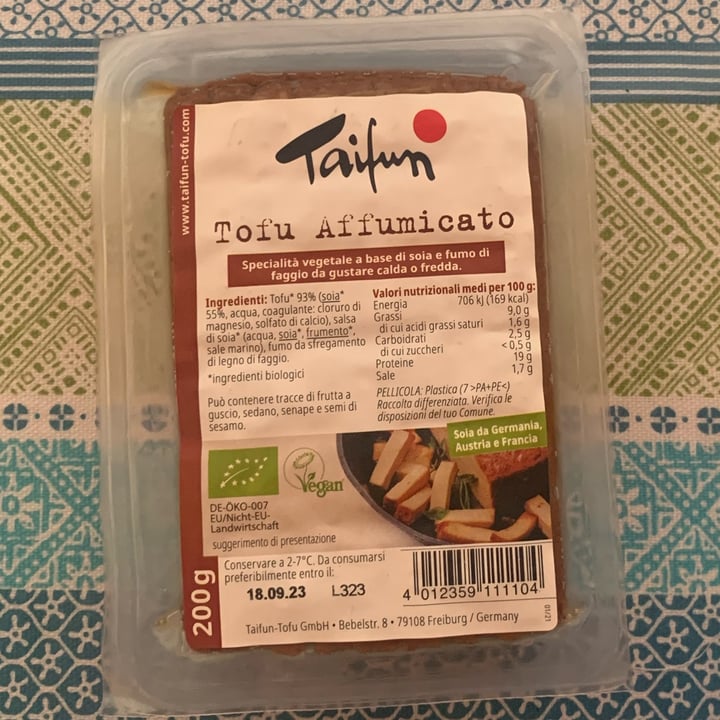 www.taifun-tofu.com
Taifun
Tofu Affumicato
Specialità vegetale a base di soia e fumo di
faggio da gustare calda o fredda.
Ingredienti: Tofu* 93% (soia*
55%, acqua, coagulante: cloruro di
magnesio, solfato di calcio), salsa
di soia* (acqua, soia*, frumento*,
sale marino), fumo da sfregamento
di legno di faggio.
*ingredienti biologici
Può contenere tracce di frutta a
guscio, sedano, senape e semi di
sesamo.
Valori nutrizionali medi per 100 g:
Energia 706 kJ (169 kcal)
Grassi 9,0 g
di cui acidi grassi saturi 1,6 g
Carboidrati 2,5 g
di cui zuccheri < 0,5 g
Proteine 19 g
Sale 1,7 g
PELLICOLA: Plastica (7 >PA+PE<)
Raccolta differenziata. Verifica le
disposizioni del tuo Comune.
Soia da Germania,
Austria e Francia
Vegan
DE-ÖKO-007
EU/Nicht-EU-
Landwirtschaft
suggerimento di presentazione
200g
Conservare a 2-7°C. Da consumarsi
preferibilmente entro il:
18.09.23 L323
4 012359 111104
01/21
Taifun-Tofu GmbH • Bebelstr. 8 • 79108 Freiburg / Germany